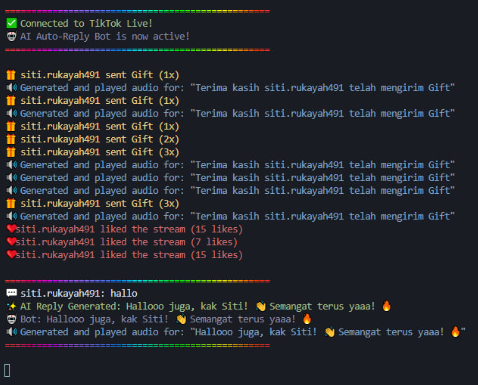 ==================================================
✅ Connected to TikTok Live!
🤖 AI Auto-Reply Bot is now active!
==================================================
🎁 siti.rukayah491 sent Gift (1x)
🔊 Generated and played audio for: "Terima kasih siti.rukayah491 telah mengirim Gift"
🎁 siti.rukayah491 sent Gift (1x)
🔊 Generated and played audio for: "Terima kasih siti.rukayah491 telah mengirim Gift"
🎁 siti.rukayah491 sent Gift (1x)
🎁 siti.rukayah491 sent Gift (2x)
🎁 siti.rukayah491 sent Gift (3x)
🔊 Generated and played audio for: "Terima kasih siti.rukayah491 telah mengirim Gift"
🔊 Generated and played audio for: "Terima kasih siti.rukayah491 telah mengirim Gift"
🔊 Generated and played audio for: "Terima kasih siti.rukayah491 telah mengirim Gift"
🎁 siti.rukayah491 sent Gift (3x)
🔊 Generated and played audio for: "Terima kasih siti.rukayah491 telah mengirim Gift"
❤️siti.rukayah491 liked the stream (15 likes)
❤️siti.rukayah491 liked the stream (7 likes)
❤️siti.rukayah491 liked the stream (15 likes)
==================================================
💬 siti.rukayah491: hallo
✨ AI Reply Generated: Hallooo juga, kak Siti! 👋 Semangat terus yaaa! 🔥
🤖 Bot: Hallooo juga, kak Siti! 👋 Semangat terus yaaa! 🔥
🔊 Generated and played audio for: "Hallooo juga, kak Siti! 👋 Semangat terus yaaa! 🔥"
==================================================